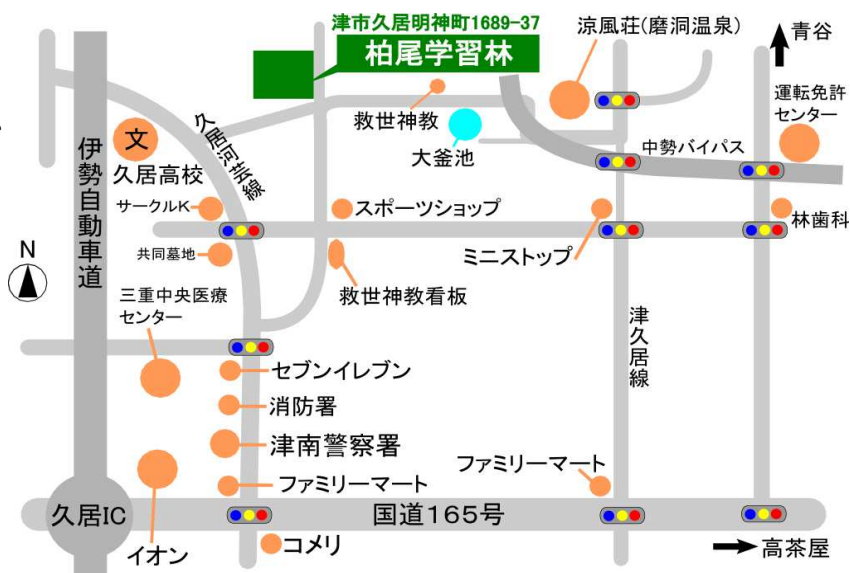 津市久居明神町1689-37
柏尾学習林
涼風荘(磨洞温泉)
青谷
救世神教
大釜池
運転免許
センター
中勢バイパス
文
久居高校
久居河芸線
伊勢自動車道
サークルK
スポーツショップ
ミニストップ
林歯科
共同墓地
N
救世神教看板
三重中央医療
センター
津久居線
セブンイレブン
消防署
津南警察署
ファミリーマート
ファミリーマート
久居IC
国道165号
イオン
コメリ
高茶屋